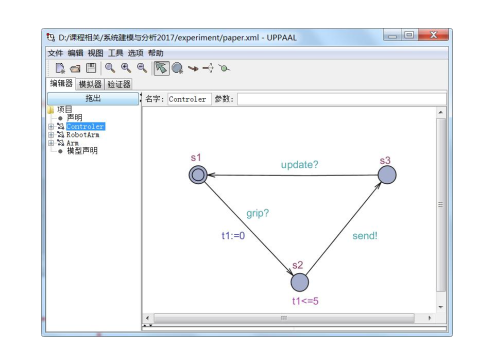 D:/课程相关/系统建模与分析2017/experiment/paper.xml - UPPAAL
文件 编辑 视图 工具 选项 帮助
编辑器 模拟器 验证器
拖出
名字: Controler 参数:
项目
声明
Controler
RobotArm
Arm
模型声明
s1
update?
s3
grip?
t1:=0
send!
s2
t1<=5